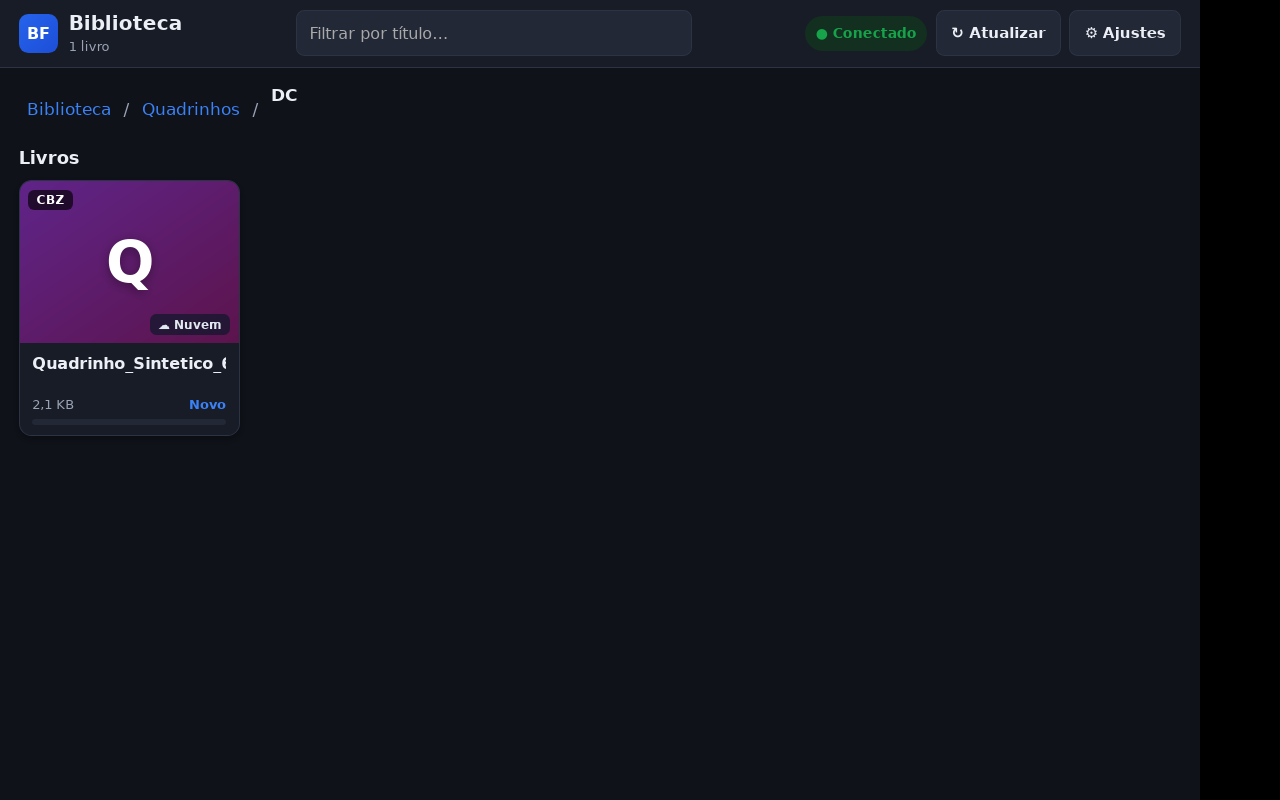 BF
Biblioteca
1 livro
Filtrar por título...
● Conectado
↻ Atualizar
⚙ Ajustes
Biblioteca / Quadrinhos / DC
Livros
CBZ
Q
☁ Nuvem
Quadrinho_Sintetico_
2,1 KB
Novo